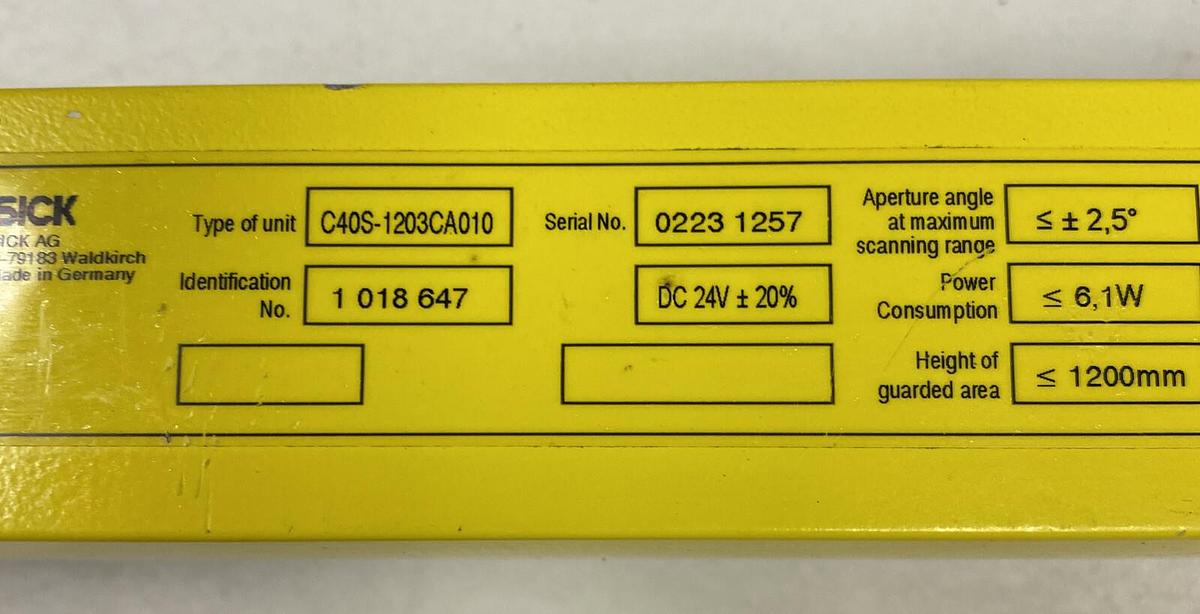 SICK
SICK AG
-79183 Waldkirch
Made in Germany
Type of unit C40S-1203CA010
Identification No. 1 018 647
Serial No. 0223 1257
DC 24V ± 20%
Aperture angle
at maximum
scanning range
≤ ± 2,5°
Power
Consumption
≤ 6,1W
Height of
guarded area
≤ 1200mm